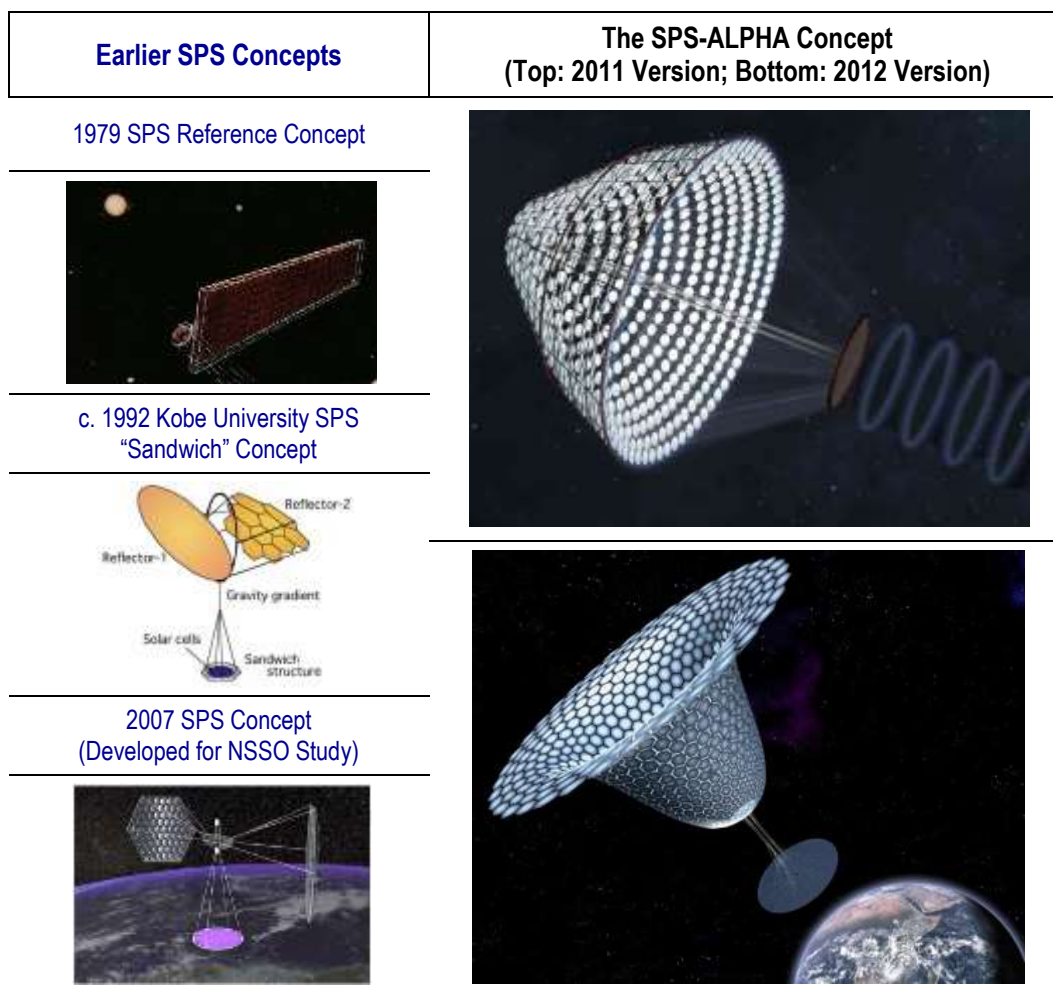 Earlier SPS Concepts
The SPS-ALPHA Concept
(Top: 2011 Version; Bottom: 2012 Version)
1979 SPS Reference Concept
c. 1992 Kobe University SPS
“Sandwich” Concept
Reflector-2
Reflector-1
Gravity gradient
Solar cells
Sandwich
structure
2007 SPS Concept
(Developed for NSSO Study)